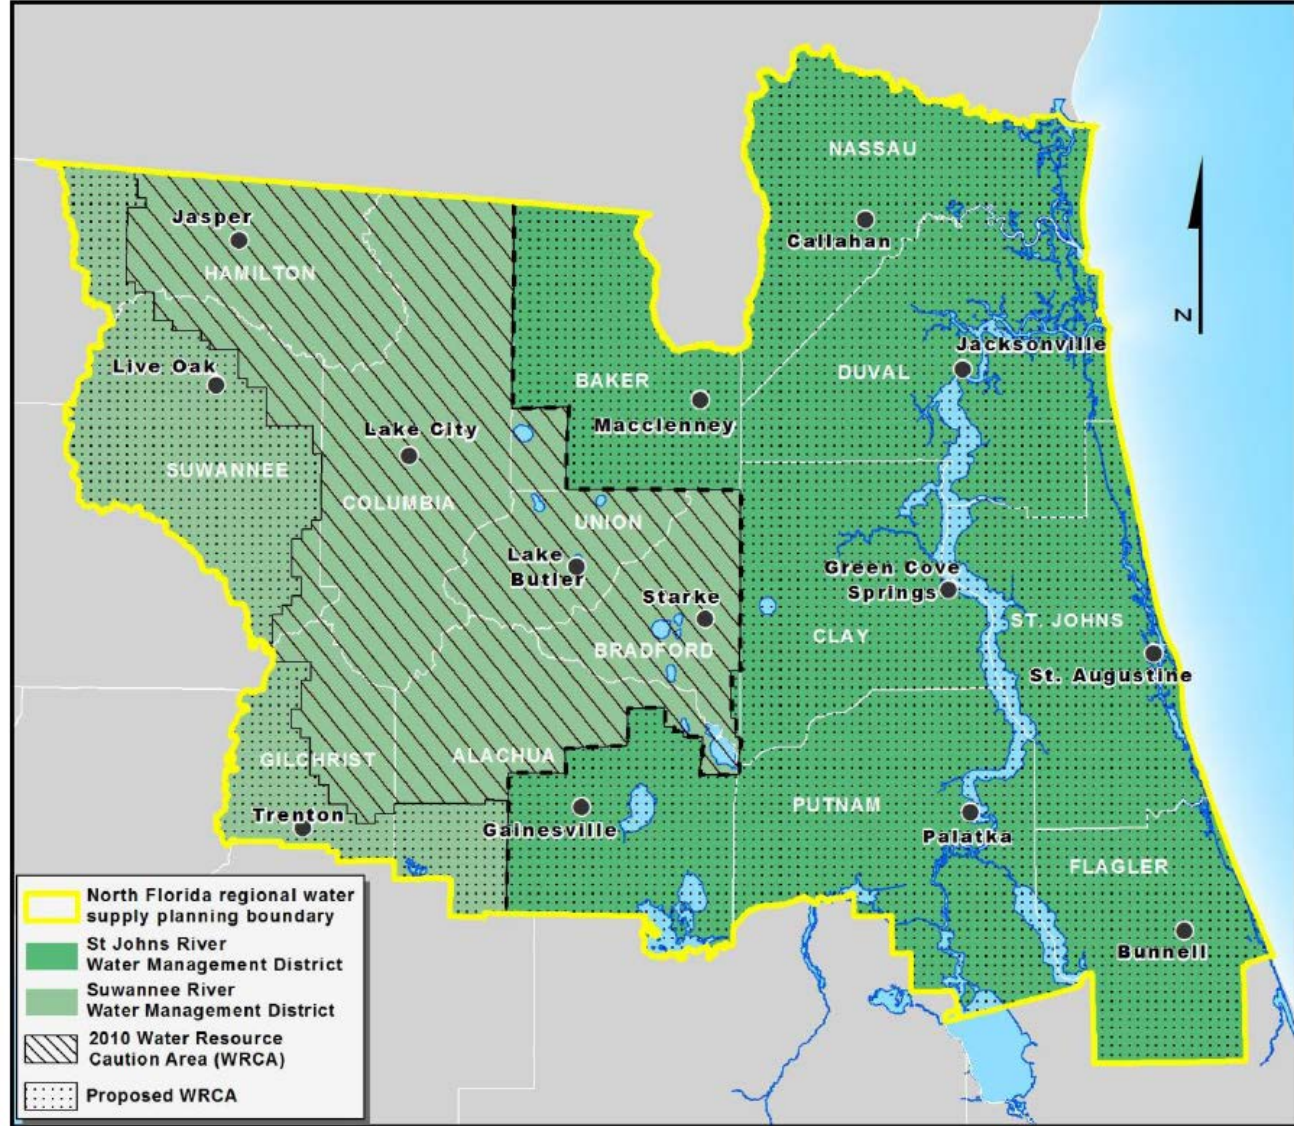 NASSAU
Jasper
Callahan
HAMILTON
N
Jacksonville
Live Oak
BAKER
DUVAL
Macclenney
Lake City
SUWANNEE
COLUMBIA
UNION
Lake
Butler
Green Cove
Springs
Starke
ST. JOHNS
CLAY
BRADFORD
St. Augustine
GILCHRIST
ALACHUA
PUTNAM
Trenton
Gainesville
Palatka
FLAGLER
Bunnell
North Florida regional water
supply planning boundary
St Johns River
Water Management District
Suwannee River
Water Management District
2010 Water Resource
Caution Area (WRCA)
Proposed WRCA